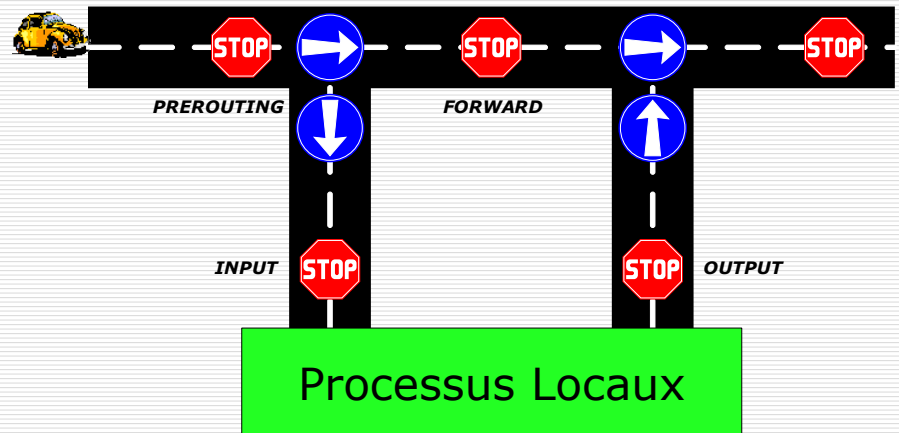 STOP
STOP
STOP
PREROUTING
FORWARD
INPUT
STOP
STOP
OUTPUT
Processus Locaux